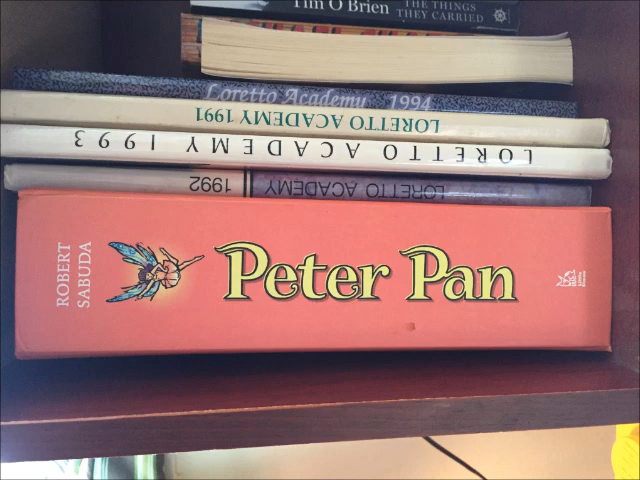 Tim O'Brien THE THINGS
THEY CARRIED
Loretto Academy 1994
LORETTO ACADEMY 1991
LORETTO ACADEMY 1993
LORETTO ACADEMY 1992
ROBERT
SABUDA
Peter Pan